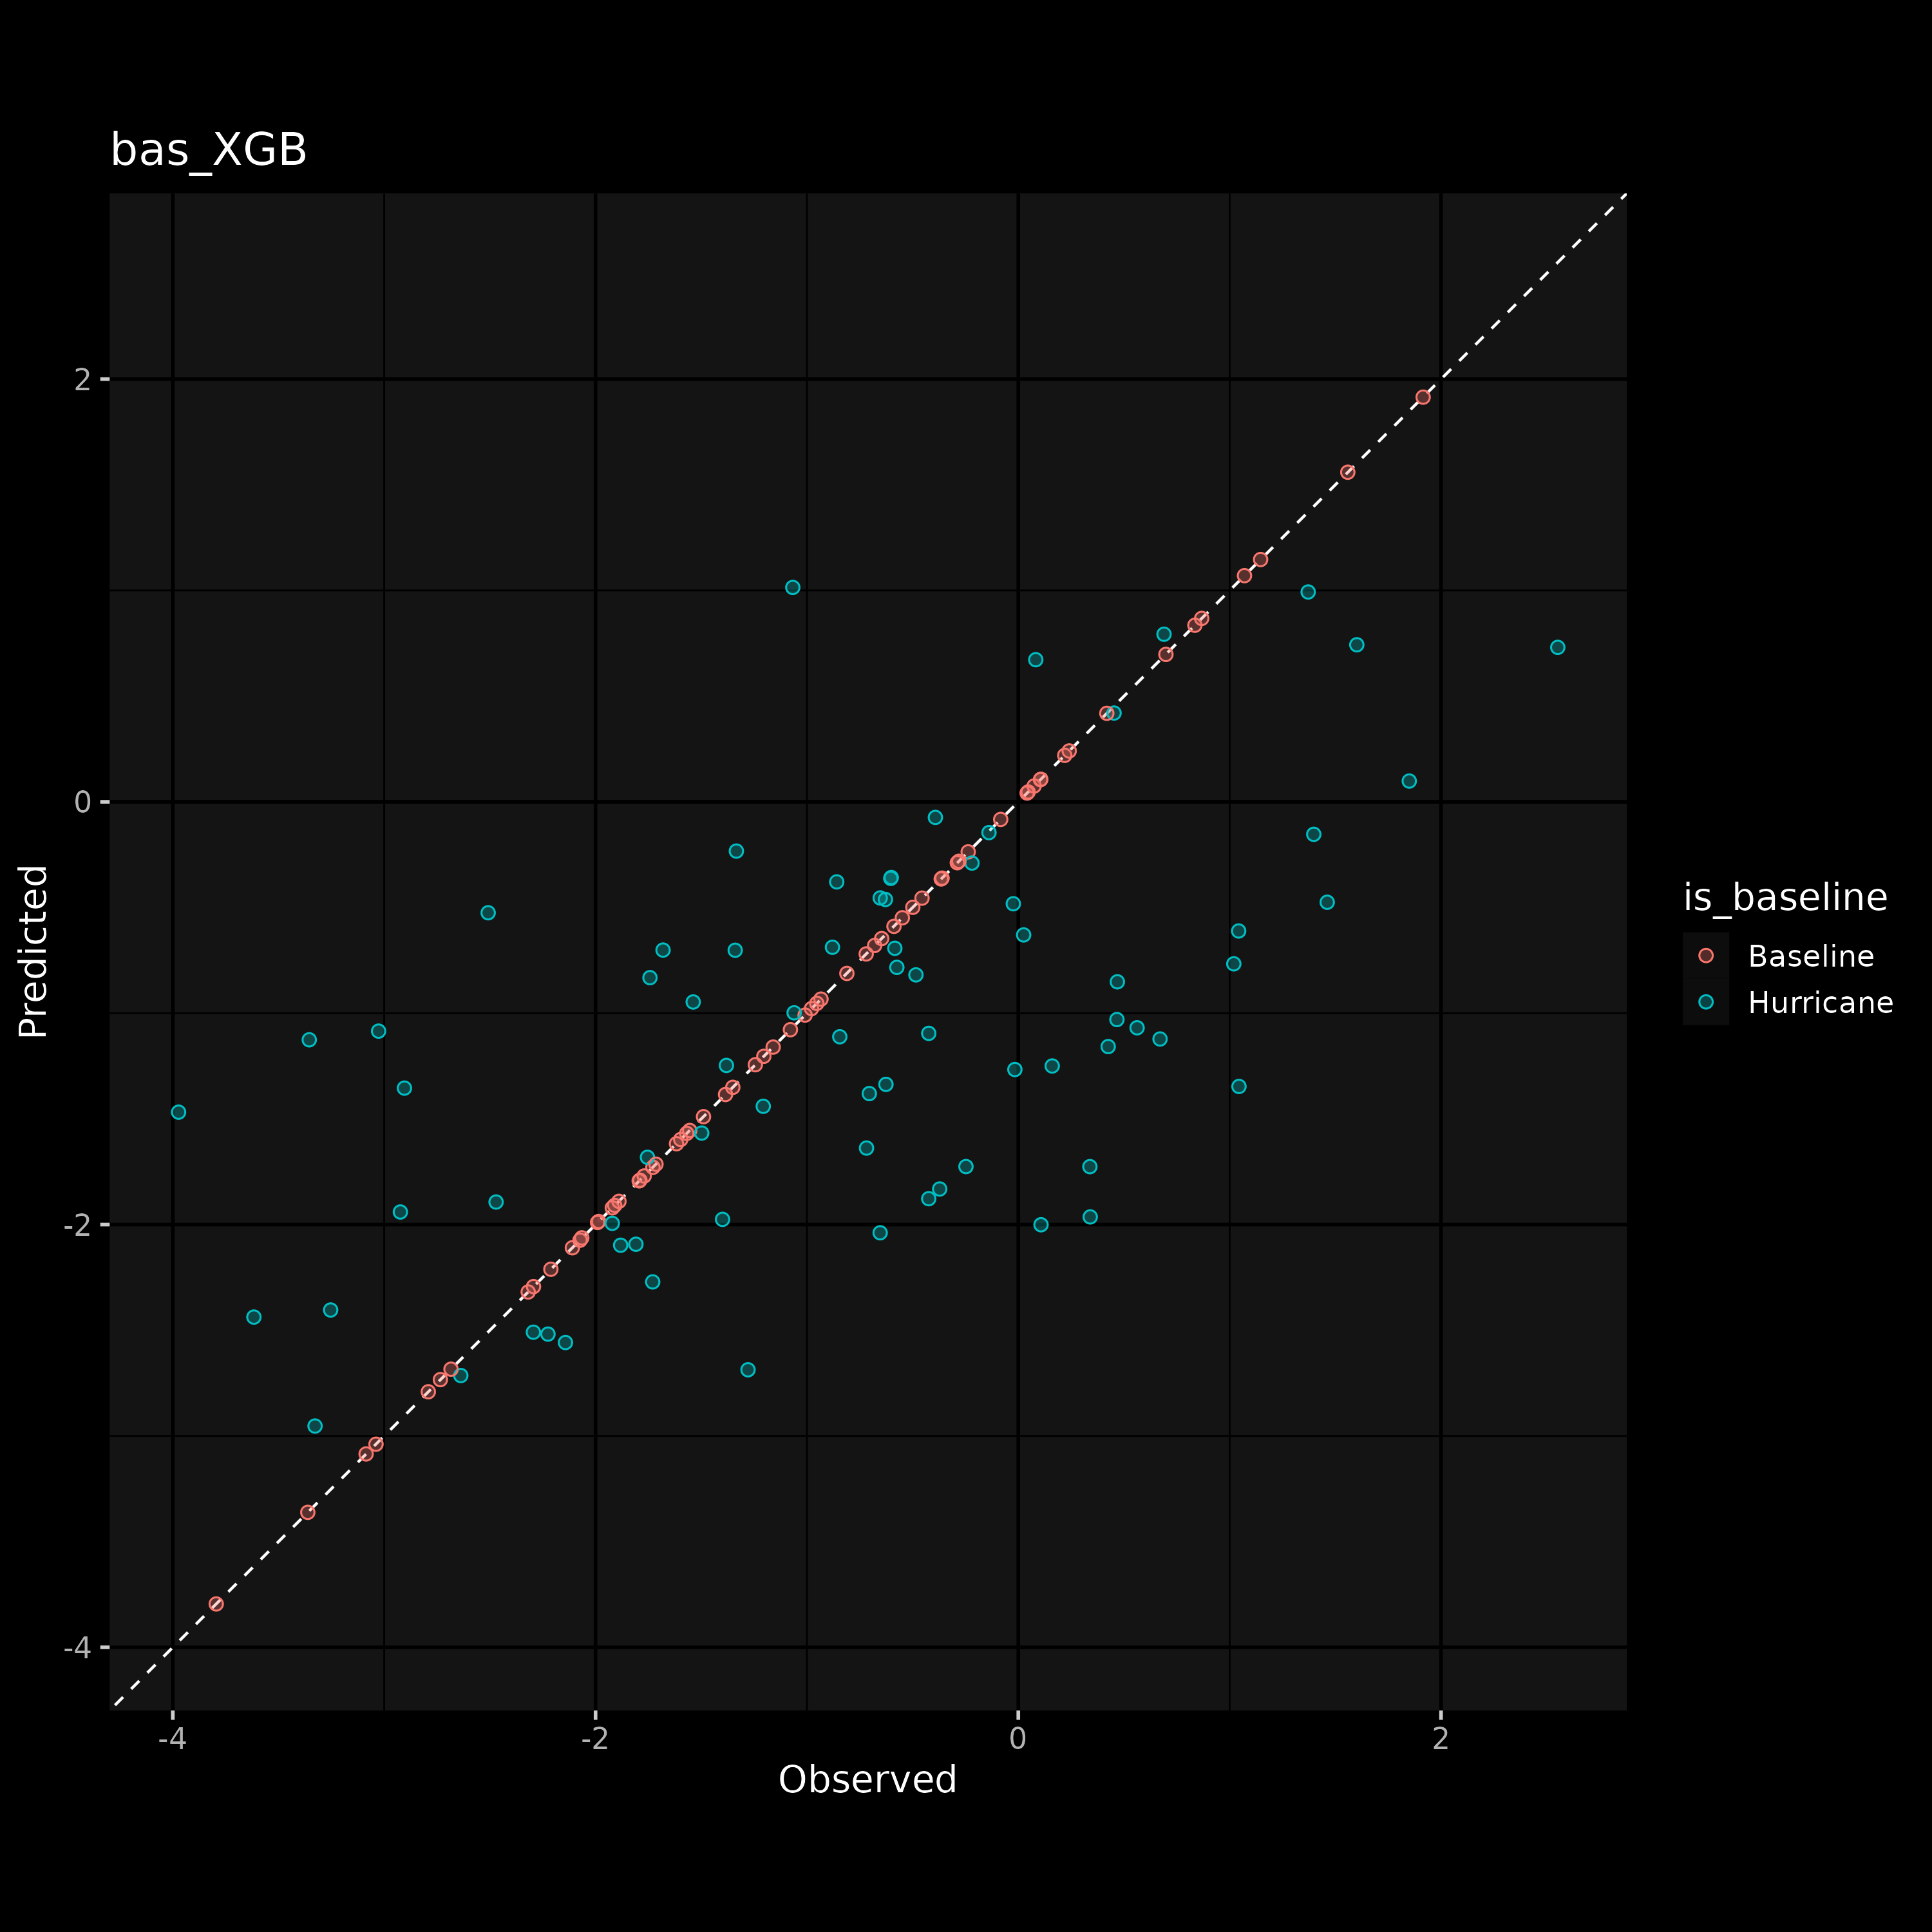 bas_XGB
Predicted
2
0
-2
-4
-4 -2 0 2
Observed
is_baseline
Baseline
Hurricane